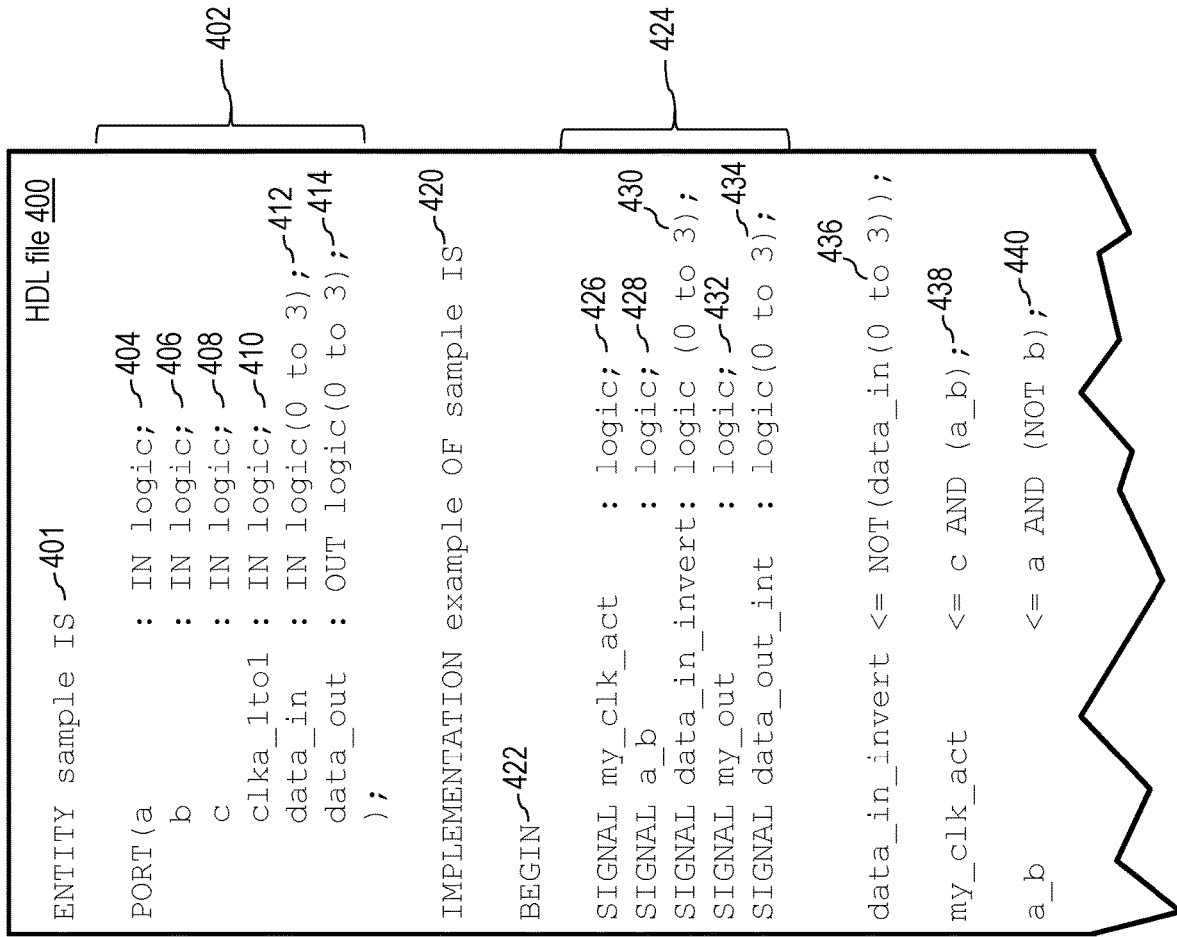 HDL file 400
ENTITY sample IS 401
PORT(a : IN logic; 404
b : IN logic; 406
c : IN logic; 408
clka_1to1 : IN logic; 410
data_in : IN logic(0 to 3); 412
data_out : OUT logic(0 to 3); 414
);
402
IMPLEMENTATION example OF sample IS 420
BEGIN 422
SIGNAL my_clk_act : logic; 426
SIGNAL a_b : logic; 428
SIGNAL data_in_invert: logic (0 to 3); 430
SIGNAL my_out : logic; 432
SIGNAL data_out_int : logic(0 to 3); 434
424
data_in_invert <= NOT(data_in(0 to 3)); 436
my_clk_act <= c AND (a_b); 438
a_b <= a AND (NOT b); 440